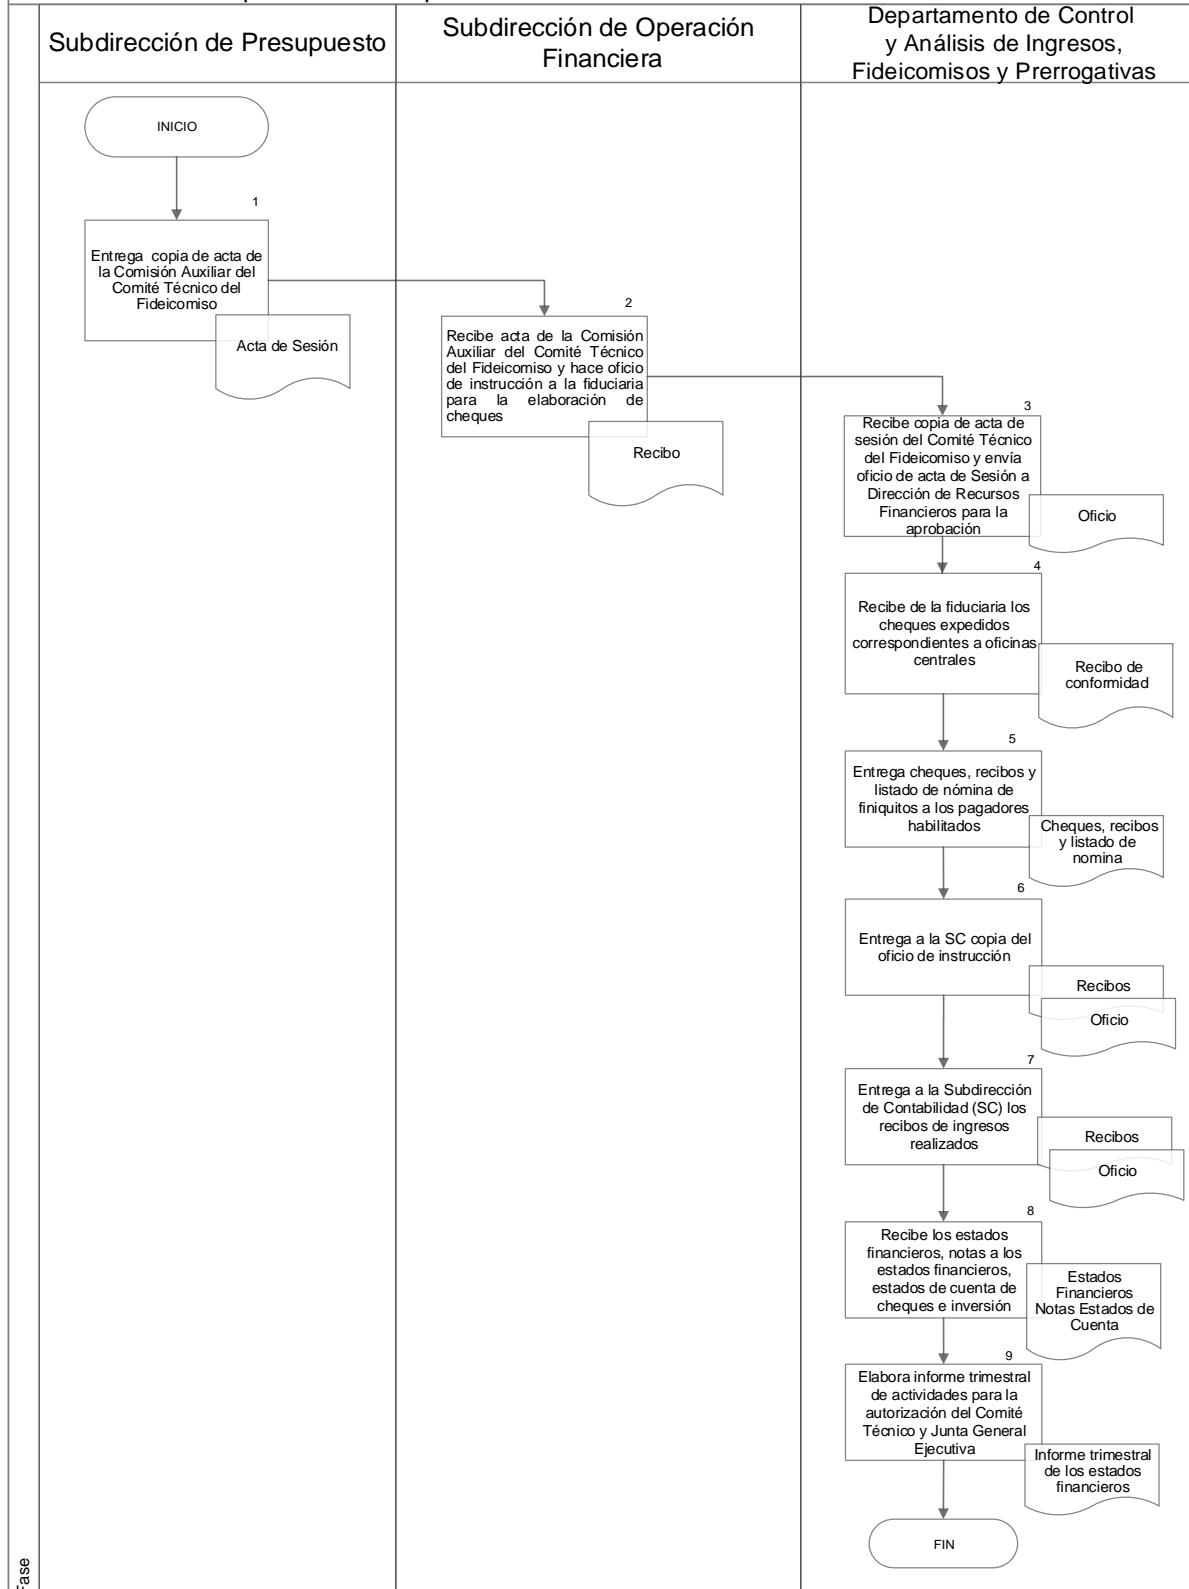 Subdirección de Presupuesto
Subdirección de Operación
Financiera
Departamento de Control
y Análisis de Ingresos,
Fideicomisos y Prerrogativas
INICIO
1
Entrega copia de acta de
la Comisión Auxiliar del
Comité Técnico del
Fideicomiso
Acta de Sesión
2
Recibe acta de la Comisión
Auxiliar del Comité Técnico
del Fideicomiso y hace oficio
de instrucción a la fiduciaria
para la elaboración de
cheques
Recibo
3
Recibe copia de acta de
sesión del Comité Técnico
del Fideicomiso y envía
oficio de acta de Sesión a
Dirección de Recursos
Financieros para la
aprobación
Oficio
4
Recibe de la fiduciaria los
cheques expedidos
correspondientes a oficinas
centrales
Recibo de
conformidad
5
Entrega cheques, recibos y
listado de nómina de
finiquitos a los pagadores
habilitados
Cheques, recibos
y listado de
nomina
6
Entrega a la SC copia del
oficio de instrucción
Recibos
Oficio
7
Entrega a la Subdirección
de Contabilidad (SC) los
recibos de ingresos
realizados
Recibos
Oficio
8
Recibe los estados
financieros, notas a los
estados financieros,
estados de cuenta de
cheques e inversión
Estados
Financieros
Notas Estados de
Cuenta
9
Elabora informe trimestral
de actividades para la
autorización del Comité
Técnico y Junta General
Ejecutiva
Informe trimestral
de los estados
financieros
FIN
Fase